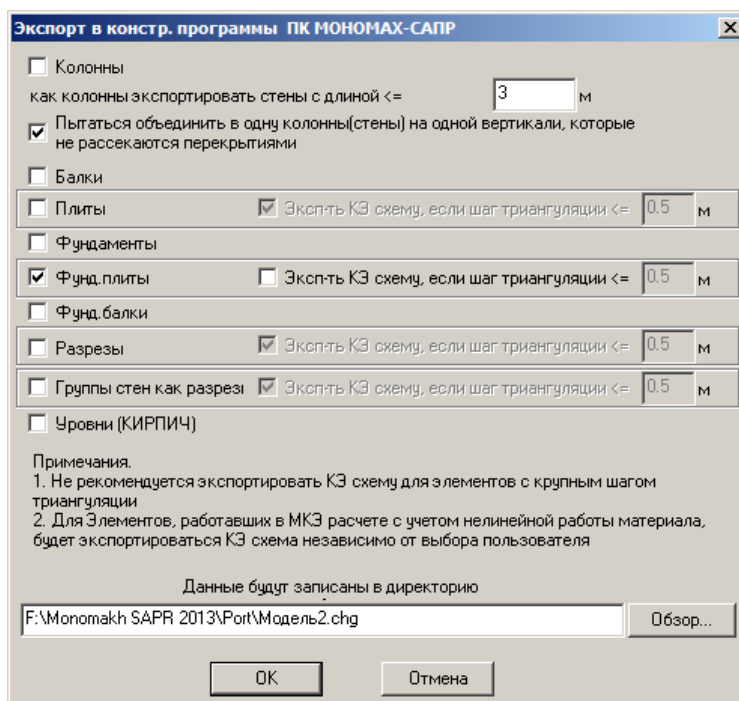 Экспорт в констр. программы ПК МОНОМАХ-САПР
Колонны
как колонны экспортировать стены с длиной <= 3 м
Пытаться объединить в одну колонны(стены) на одной вертикали, которые
не рассекаются перекрытиями
Балки
Плиты Эксп-ть КЭ схему, если шаг триангуляции <= 0.5 м
Фундаменты
Фунд.плиты Эксп-ть КЭ схему, если шаг триангуляции <= 0.5 м
Фунд.балки
Разрезы Эксп-ть КЭ схему, если шаг триангуляции <= 0.5 м
Группы стен как разрезı Эксп-ть КЭ схему, если шаг триангуляции <= 0.5 м
Уровни (КИРПИЧ)
Примечания.
1. Не рекомендуется экспортировать КЭ схему для элементов с крупным шагом
триангуляции
2. Для Элементов, работавших в МКЭ расчете с учетом нелинейной работы материала,
будет экспортироваться КЭ схема независимо от выбора пользователя
Данные будут записаны в директорию
F:\Monomakh SAPR 2013\Port\Модель2.chg Обзор...
OK Отмена